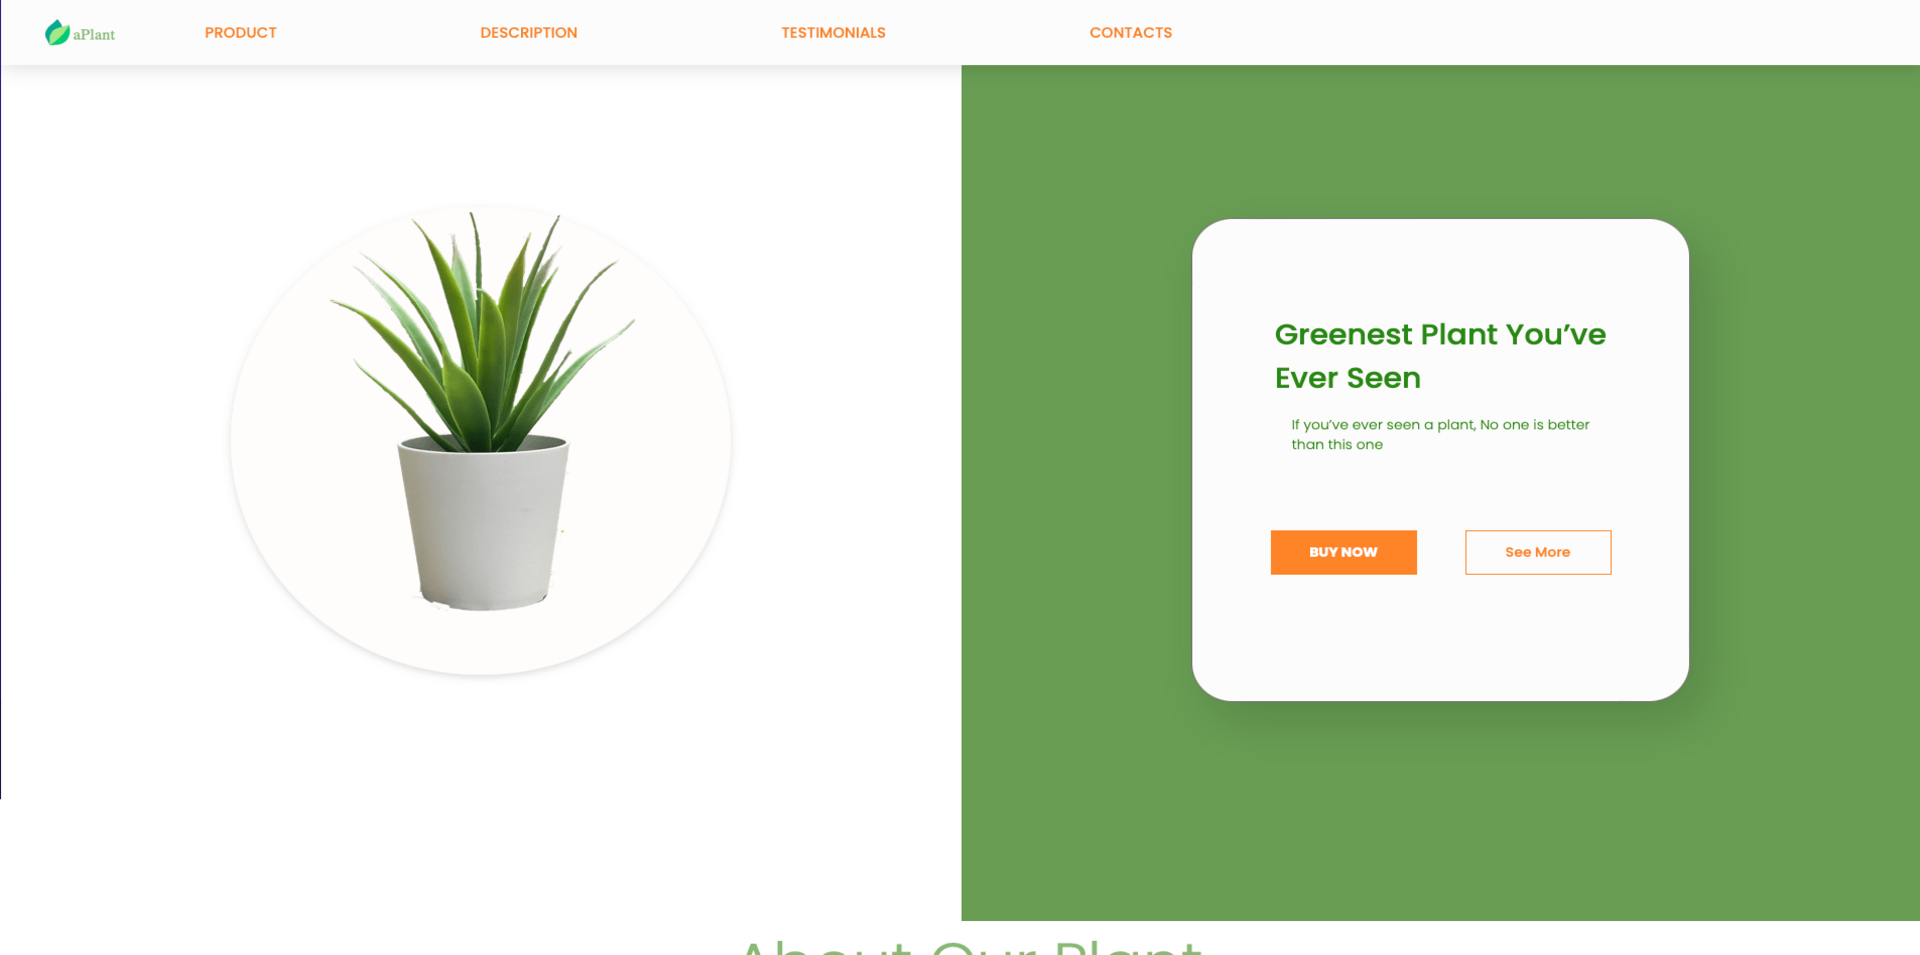 aPlant
PRODUCT
DESCRIPTION
TESTIMONIALS
CONTACTS
Greenest Plant You’ve
Ever Seen
If you’ve ever seen a plant, No one is better
than this one
BUY NOW
See More
About Our Plant